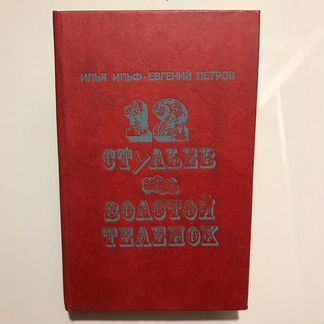 ИЛЬЯ ИЛЬФ · ЕВГЕНИЙ ПЕТРОВ
12
СТУЛЬЕВ
ЗОЛОТОЙ
ТЕЛЕНОК